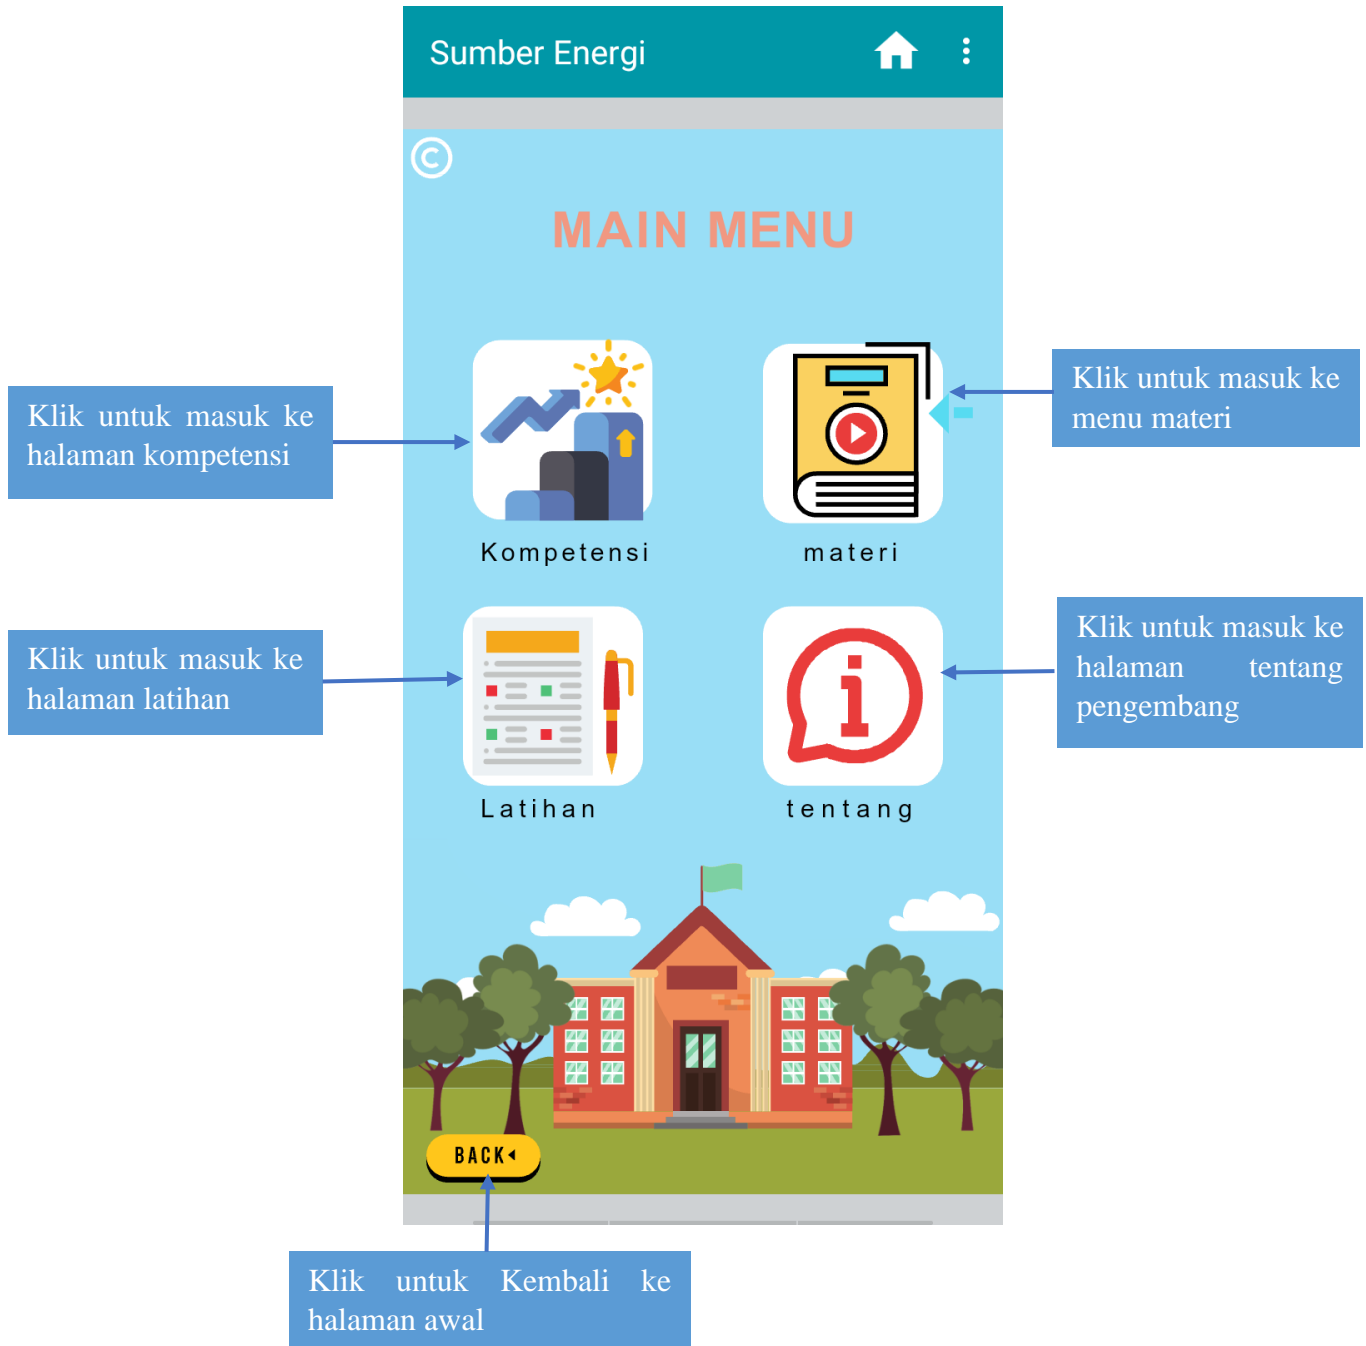 Sumber Energi
©
MAIN MENU
Klik untuk masuk ke
halaman kompetensi
Klik untuk masuk ke
menu materi
Kompetensi
materi
Klik untuk masuk ke
halaman latihan
Klik untuk masuk ke
halaman tentang
pengembang
Latihan
tentang
BACK
Klik untuk Kembali ke
halaman awal